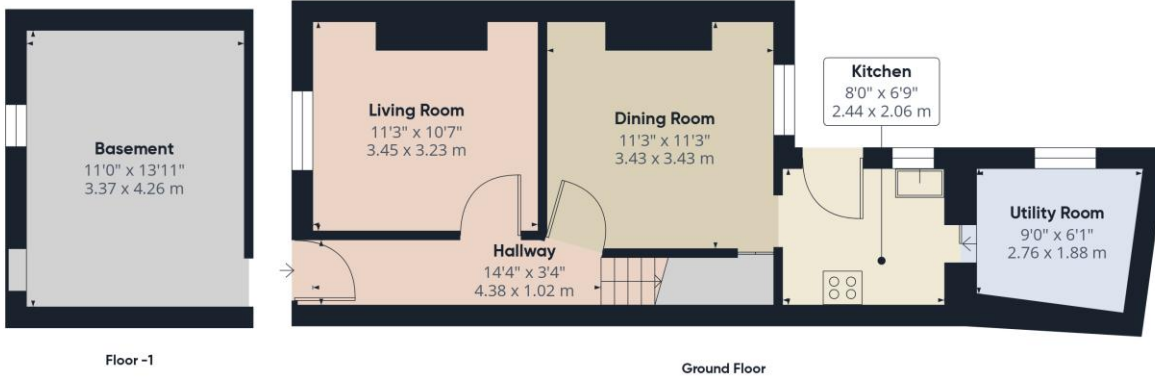 Basement
11'0" x 13'11"
3.37 x 4.26 m
Floor -1
Living Room
11'3" x 10'7"
3.45 x 3.23 m
Dining Room
11'3" x 11'3"
3.43 x 3.43 m
Kitchen
8'0" x 6'9"
2.44 x 2.06 m
Utility Room
9'0" x 6'1"
2.76 x 1.88 m
Hallway
14'4" x 3'4"
4.38 x 1.02 m
Ground Floor